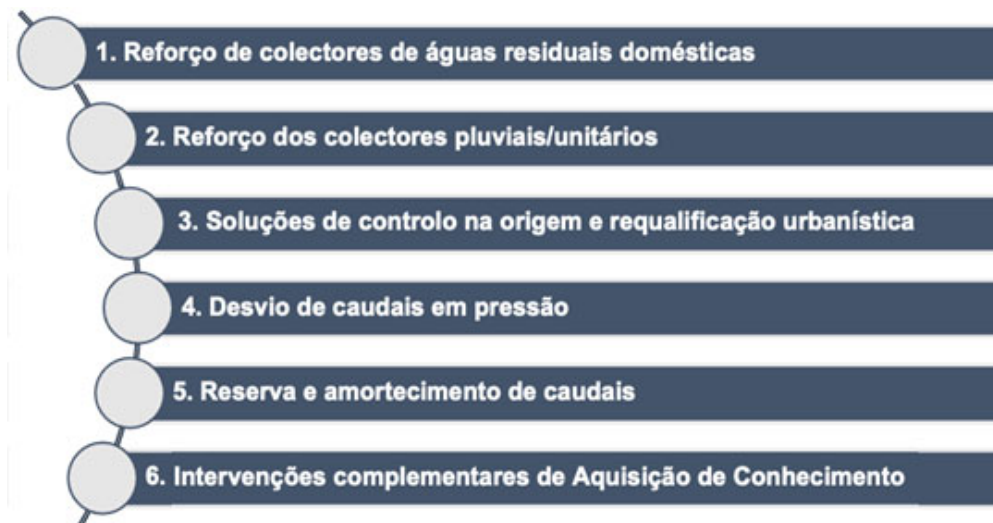 1. Reforço de colectores de águas residuais domésticas
2. Reforço dos colectores pluviais/unitários
3. Soluções de controlo na origem e requalificação urbanística
4. Desvio de caudais em pressão
5. Reserva e amortecimento de caudais
6. Intervenções complementares de Aquisição de Conhecimento